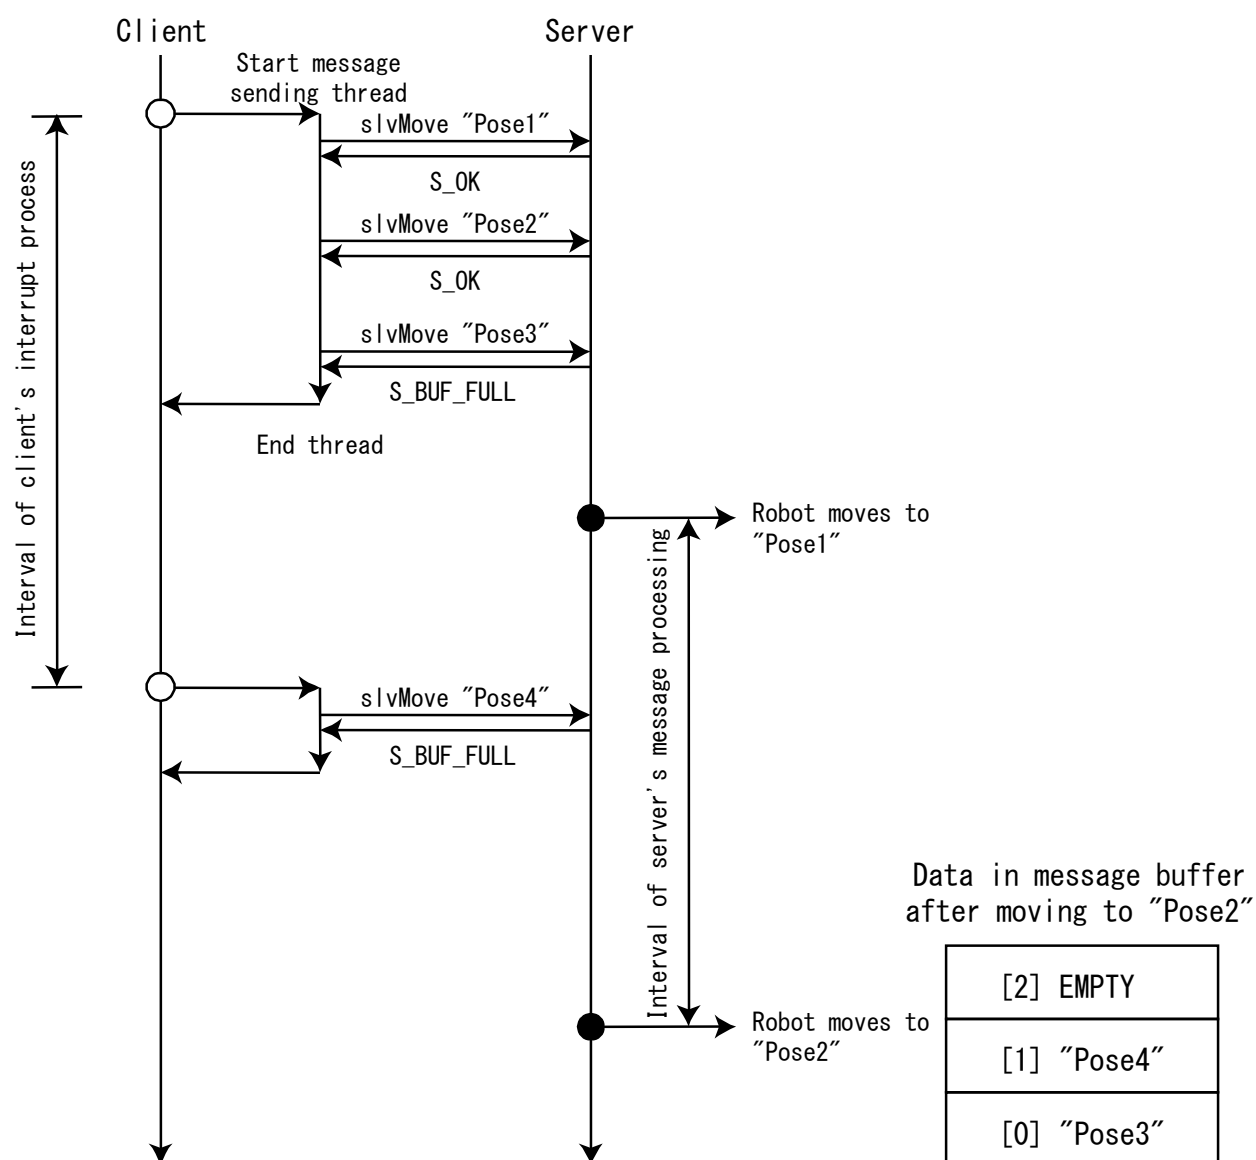 Client
Server
Start message
sending thread
slvMove "Pose1"
S_OK
slvMove "Pose2"
S_OK
slvMove "Pose3"
S_BUF_FULL
End thread
Interval of client's interrupt process
Robot moves to
"Pose1"
Interval of server's message processing
slvMove "Pose4"
S_BUF_FULL
Robot moves to
"Pose2"
Data in message buffer
after moving to "Pose2"
[2] EMPTY
[1] "Pose4"
[0] "Pose3"